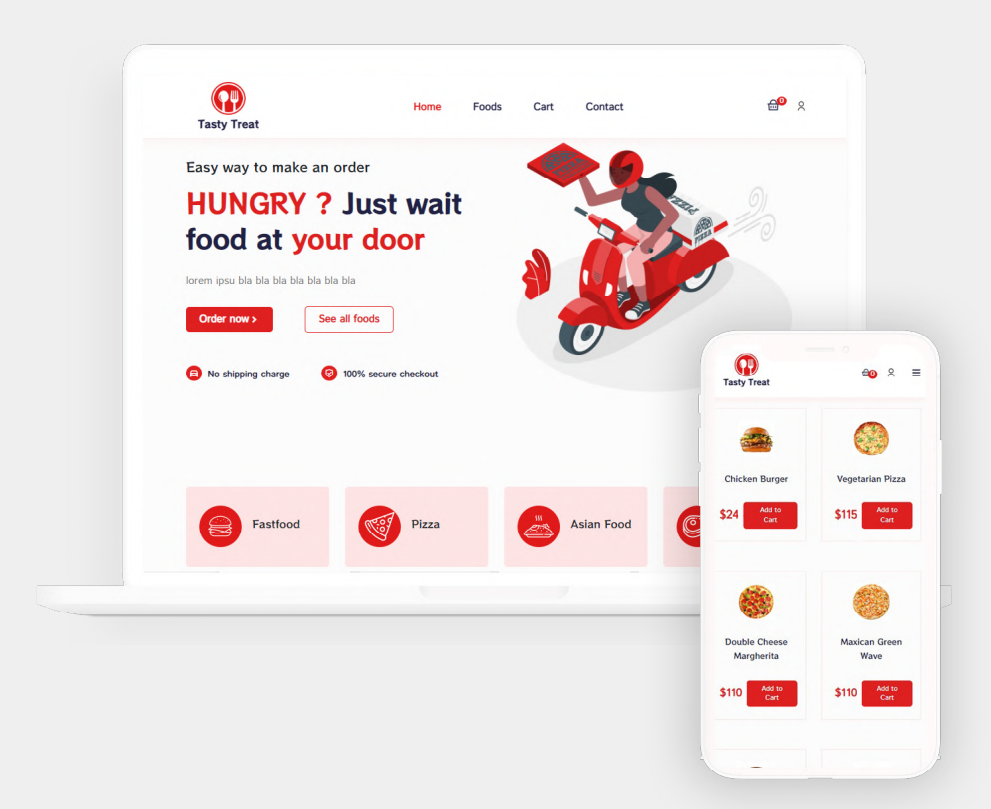 Tasty Treat
Home Foods Cart Contact
0
Easy way to make an order
HUNGRY ? Just wait
food at your door
lorem ipsu bla bla bla bla bla bla bla
Order now >
See all foods
No shipping charge
100% secure checkout
PIZZA
PIZZA
Fastfood
Pizza
Asian Food
Tasty Treat
0
Chicken Burger
$24
Add to
Cart
Vegetarian Pizza
$115
Add to
Cart
Double Cheese
Margherita
$110
Add to
Cart
Maxican Green
Wave
$110
Add to
Cart